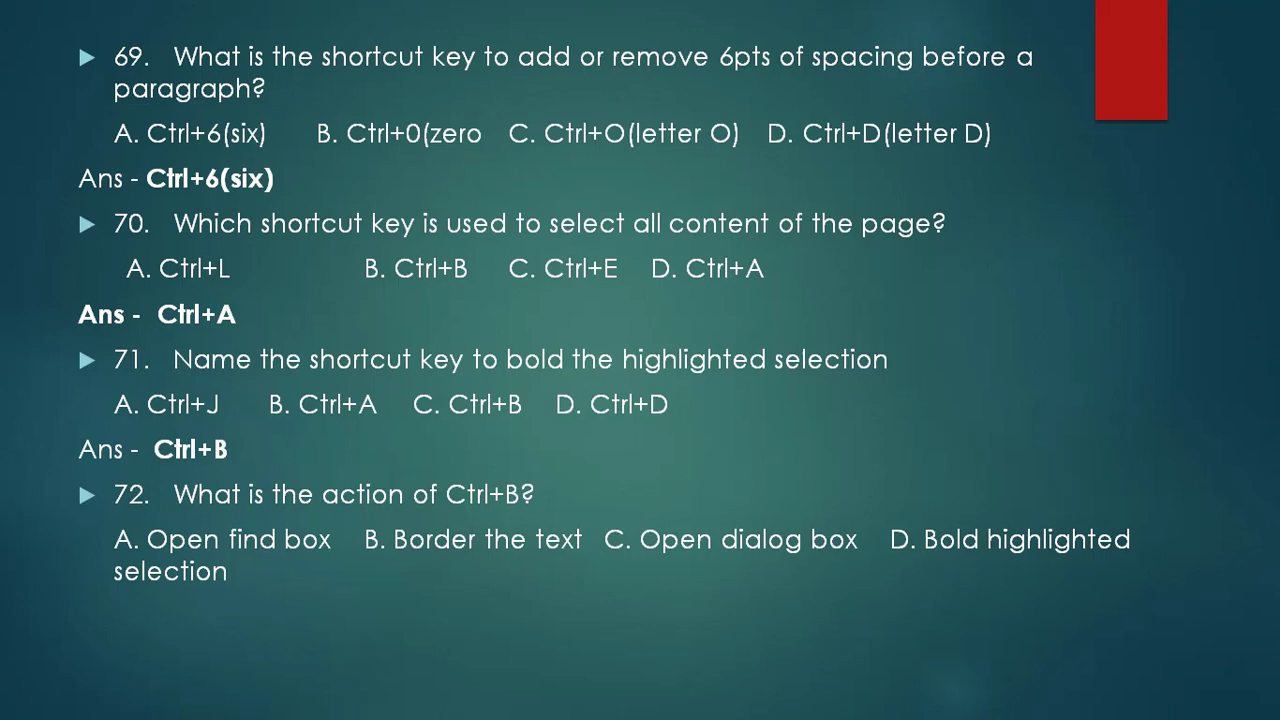 69. What is the shortcut key to add or remove 6pts of spacing before a
paragraph?
A. Ctrl+6(six) B. Ctrl+0(zero C. Ctrl+O(letter O) D. Ctrl+D(letter D)
Ans - Ctrl+6(six)
70. Which shortcut key is used to select all content of the page?
A. Ctrl+L B. Ctrl+B C. Ctrl+E D. Ctrl+A
Ans - Ctrl+A
71. Name the shortcut key to bold the highlighted selection
A. Ctrl+J B. Ctrl+A C. Ctrl+B D. Ctrl+D
Ans - Ctrl+B
72. What is the action of Ctrl+B?
A. Open find box B. Border the text C. Open dialog box D. Bold highlighted
selection